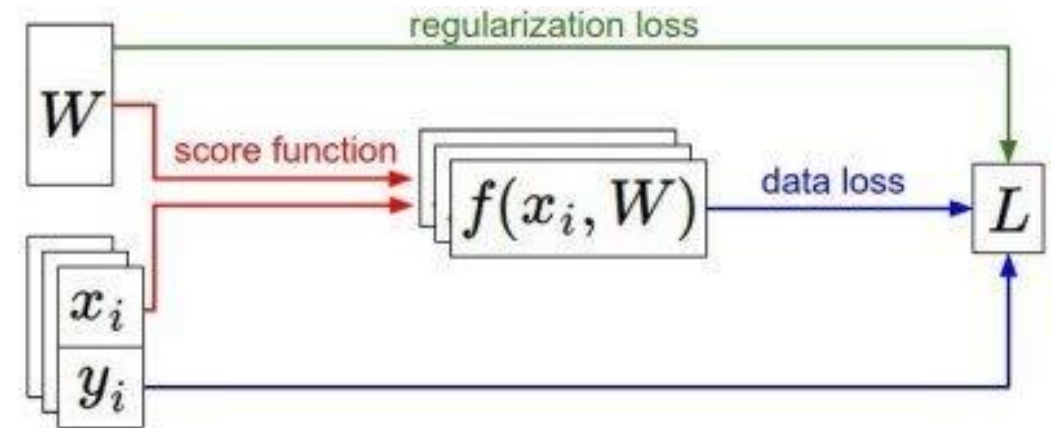 regularization loss
W
score function
f(x_i, W)
data loss
L
x_i
y_i